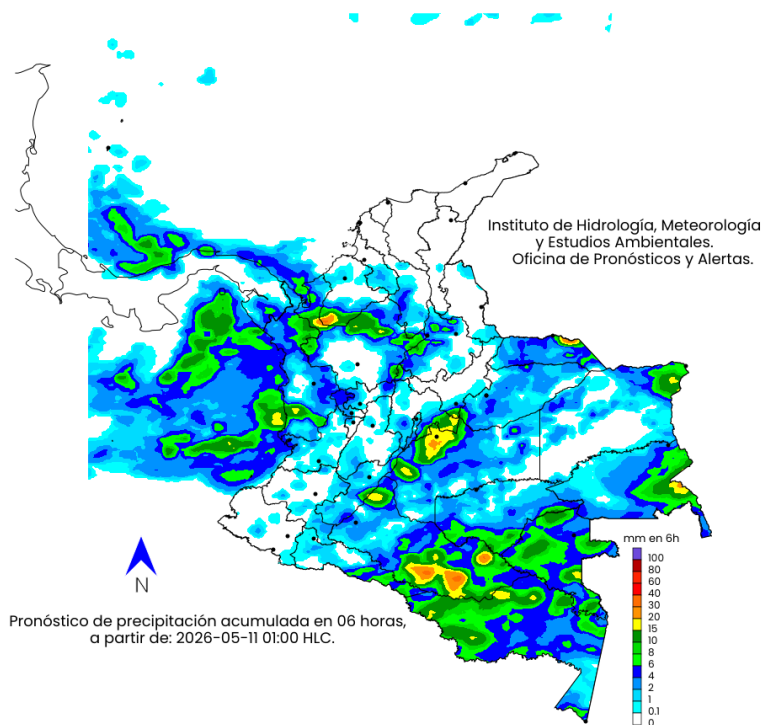 Instituto de Hidrología, Meteorología
y Estudios Ambientales.
Oficina de Pronósticos y Alertas.
mm en 6h
100
80
60
40
30
20
15
10
8
6
4
2
1
0.1
0
N
Pronóstico de precipitación acumulada en 06 horas,
a partir de: 2026-05-11 01:00 HLC.